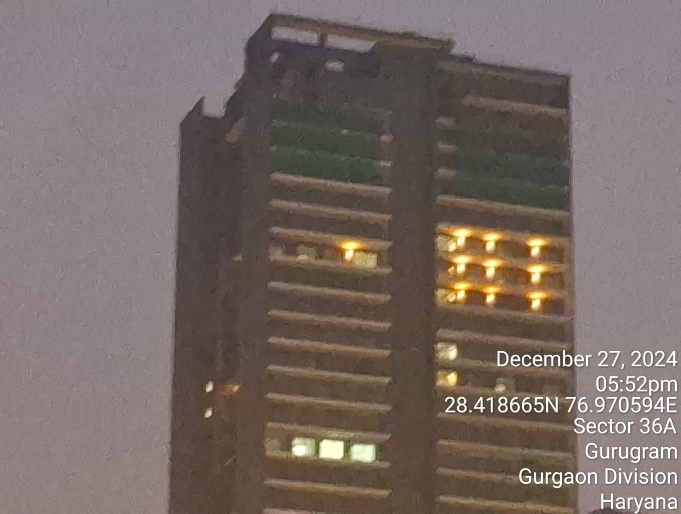 December 27, 2024
05:52pm
28.418665N 76.970594E
Sector 36A
Gurugram
Gurgaon Division
Haryana